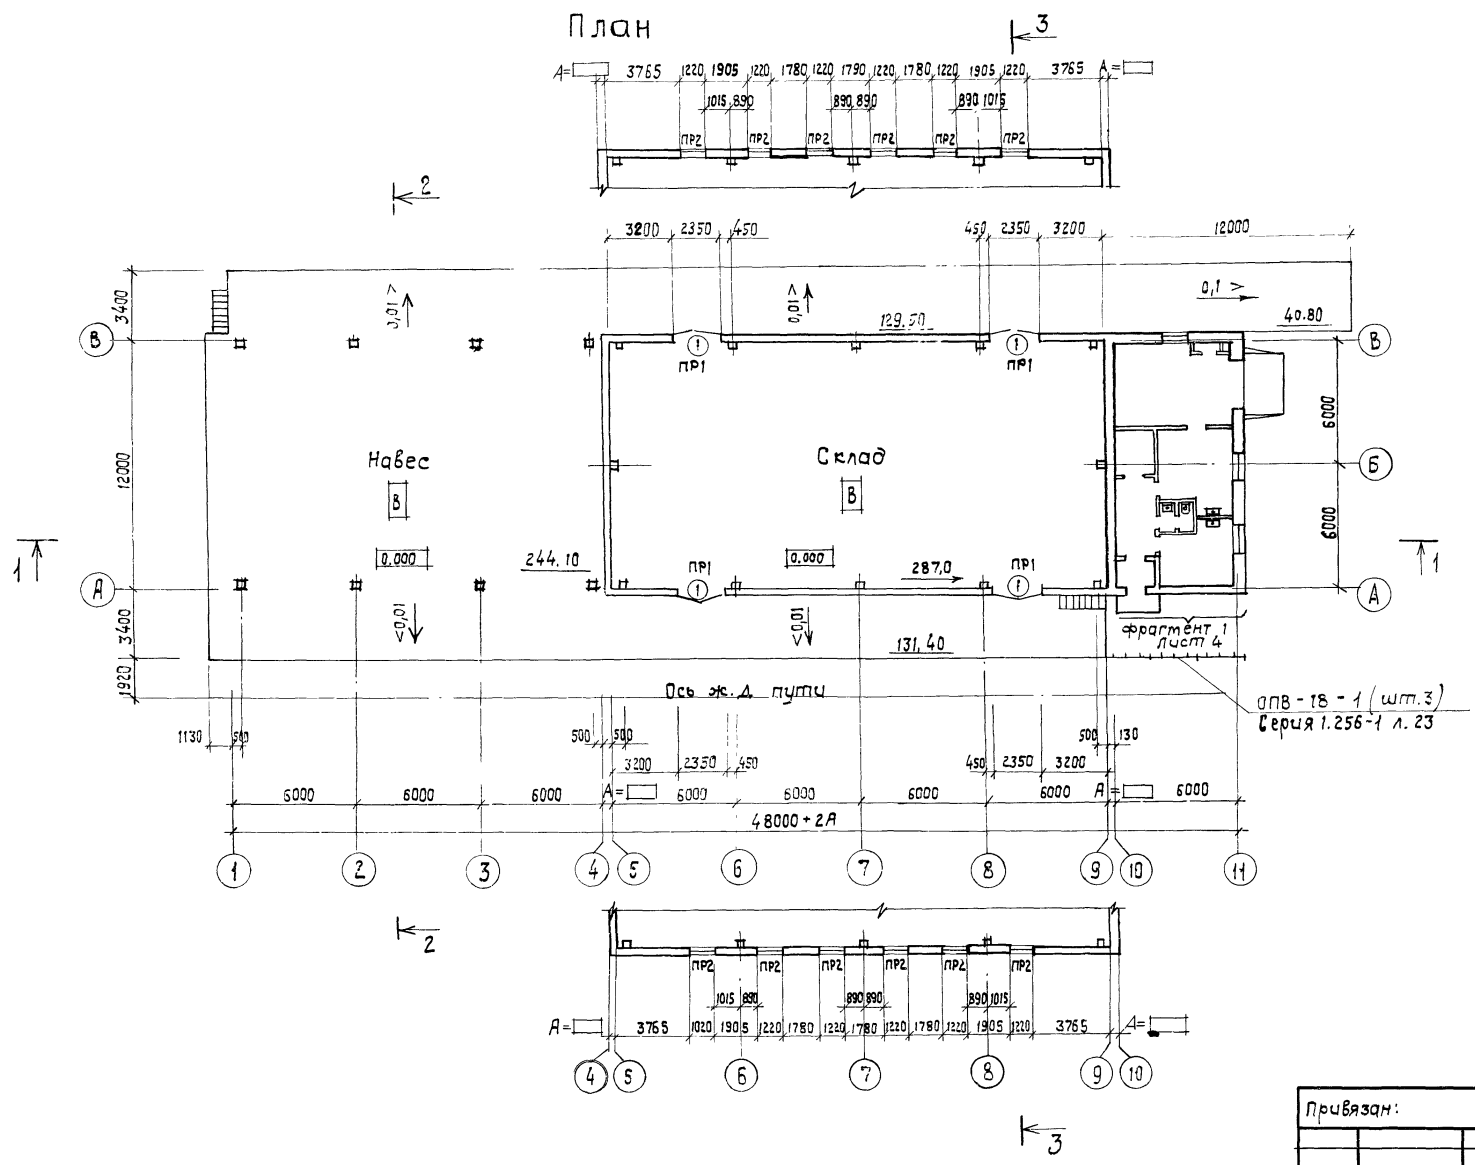 План
3
А= 3765 1220 1905 1220 1780 1220 1790 1220 1780 1220 1905 1220 3765 А=
1015 890 890 890 890 1015
ПР2 ПР2 ПР2 ПР2 ПР2 ПР2
2
3200 2350 450 450 2350 3200 12000
3400 0,01 > 0,01 > 0,1 >
129.50 40.80
В В
1 1
ПР1 ПР1
6000
Навес Склад
В В
12000
Б
6000
1 0.000 244.10 0.000 287,0 1
ПР1 ПР1
1 1
А А
3400 <0,01 <0,01
фрагмент 1
лист 4
131,40
1920
Ось ж.д. пути
ОПВ-18-1 (шт.3)
Серия 1.256-1 л.23
1130 500 500 500 500 130
3200 2350 450 450 2350 3200
6000 6000 6000 А= 6000 6000 6000 6000 А= 6000
48000+2А
1 2 3 4 5 6 7 8 9 10 11
2
ПР2 ПР2 ПР2 ПР2 ПР2 ПР2
1015 890 890 890 890 1015
А= 3765 1020 1905 1220 1780 1220 1780 1220 1780 1220 1905 1220 3765 А=
4 5 6 7 8 9 10
Привязан:
3